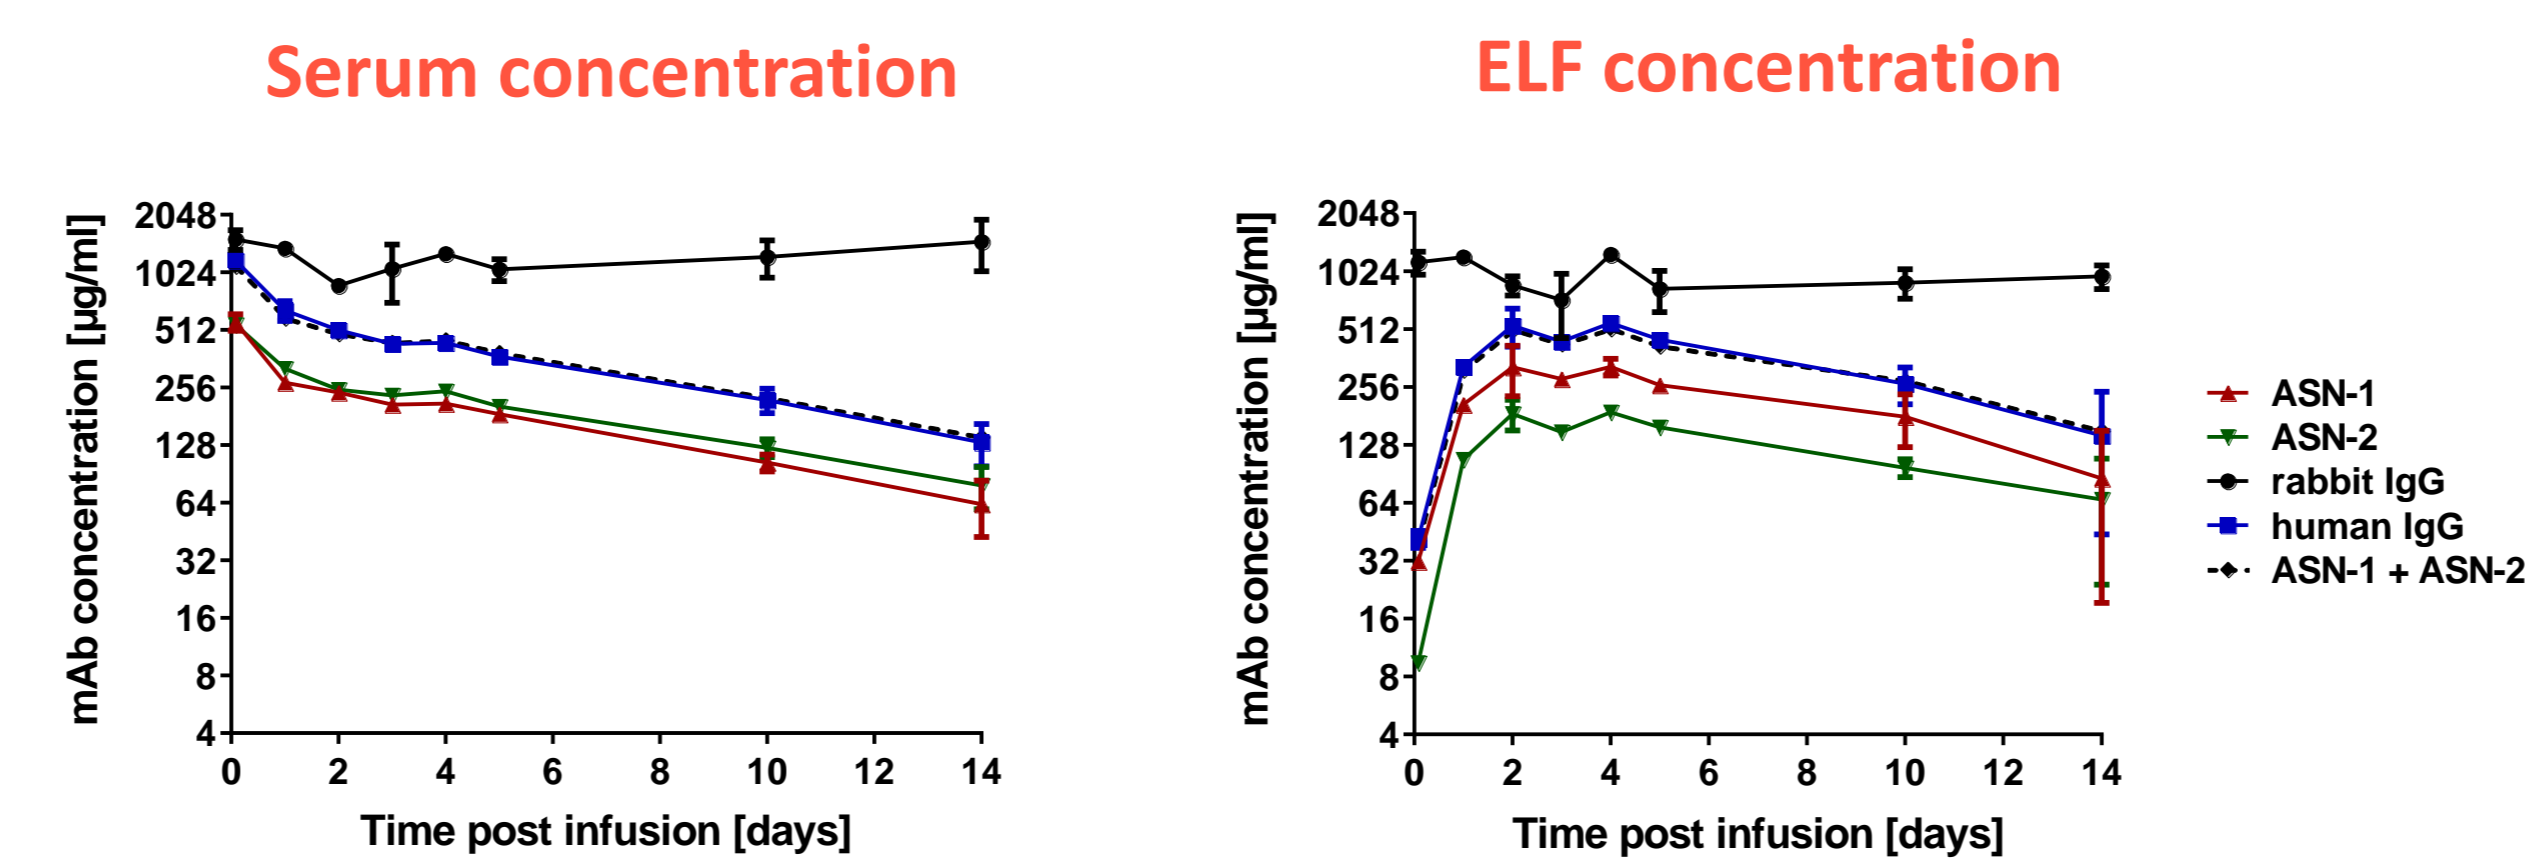 Serum concentration
mAb concentration [µg/ml]
2048
1024
512
256
128
64
32
16
8
4
0 2 4 6 8 10 12 14
Time post infusion [days]
ELF concentration
mAb concentration [µg/ml]
2048
1024
512
256
128
64
32
16
8
4
0 2 4 6 8 10 12 14
Time post infusion [days]
ASN-1
ASN-2
rabbit IgG
human IgG
ASN-1 + ASN-2